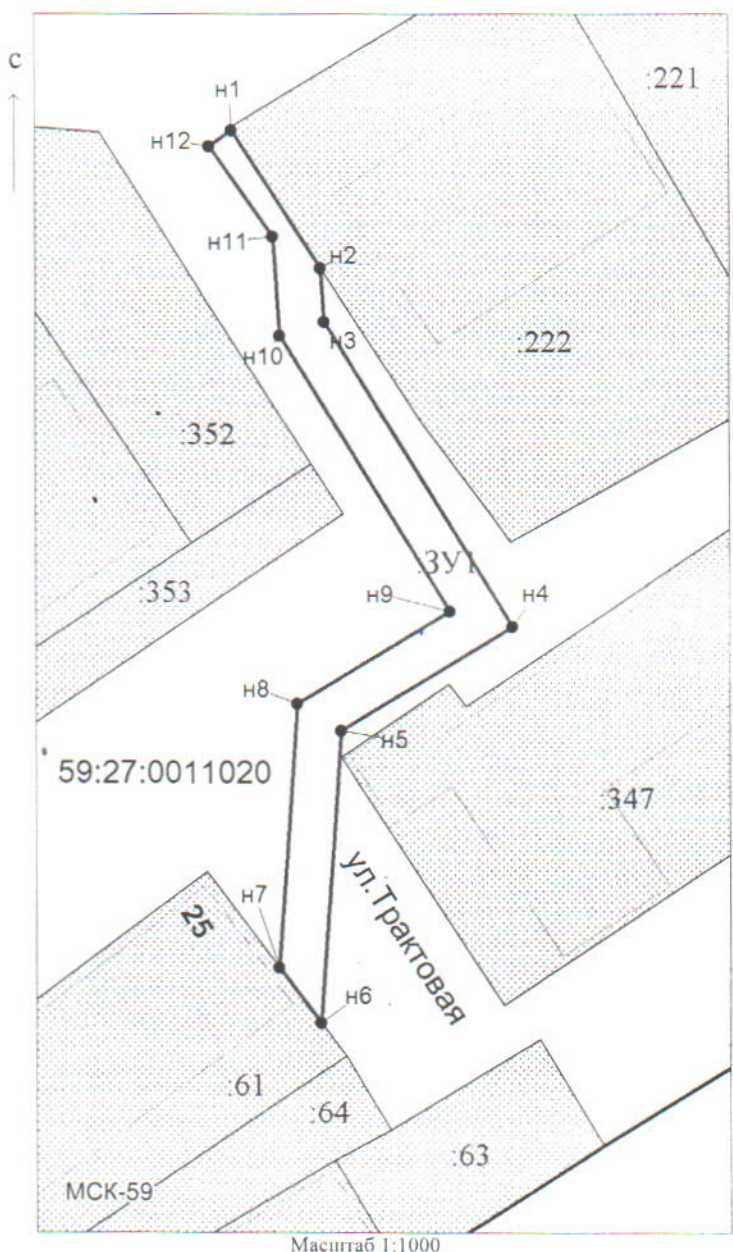 с
н1
н12
:221
н11
н2
н3
н10
:222
:352
:353
:ЗУ1
н9
н4
н8
н5
59:27:0011020
:347
ул.Трактовая
25
н7
н6
:61
:64
:63
МСК-59
Масштаб 1:1000